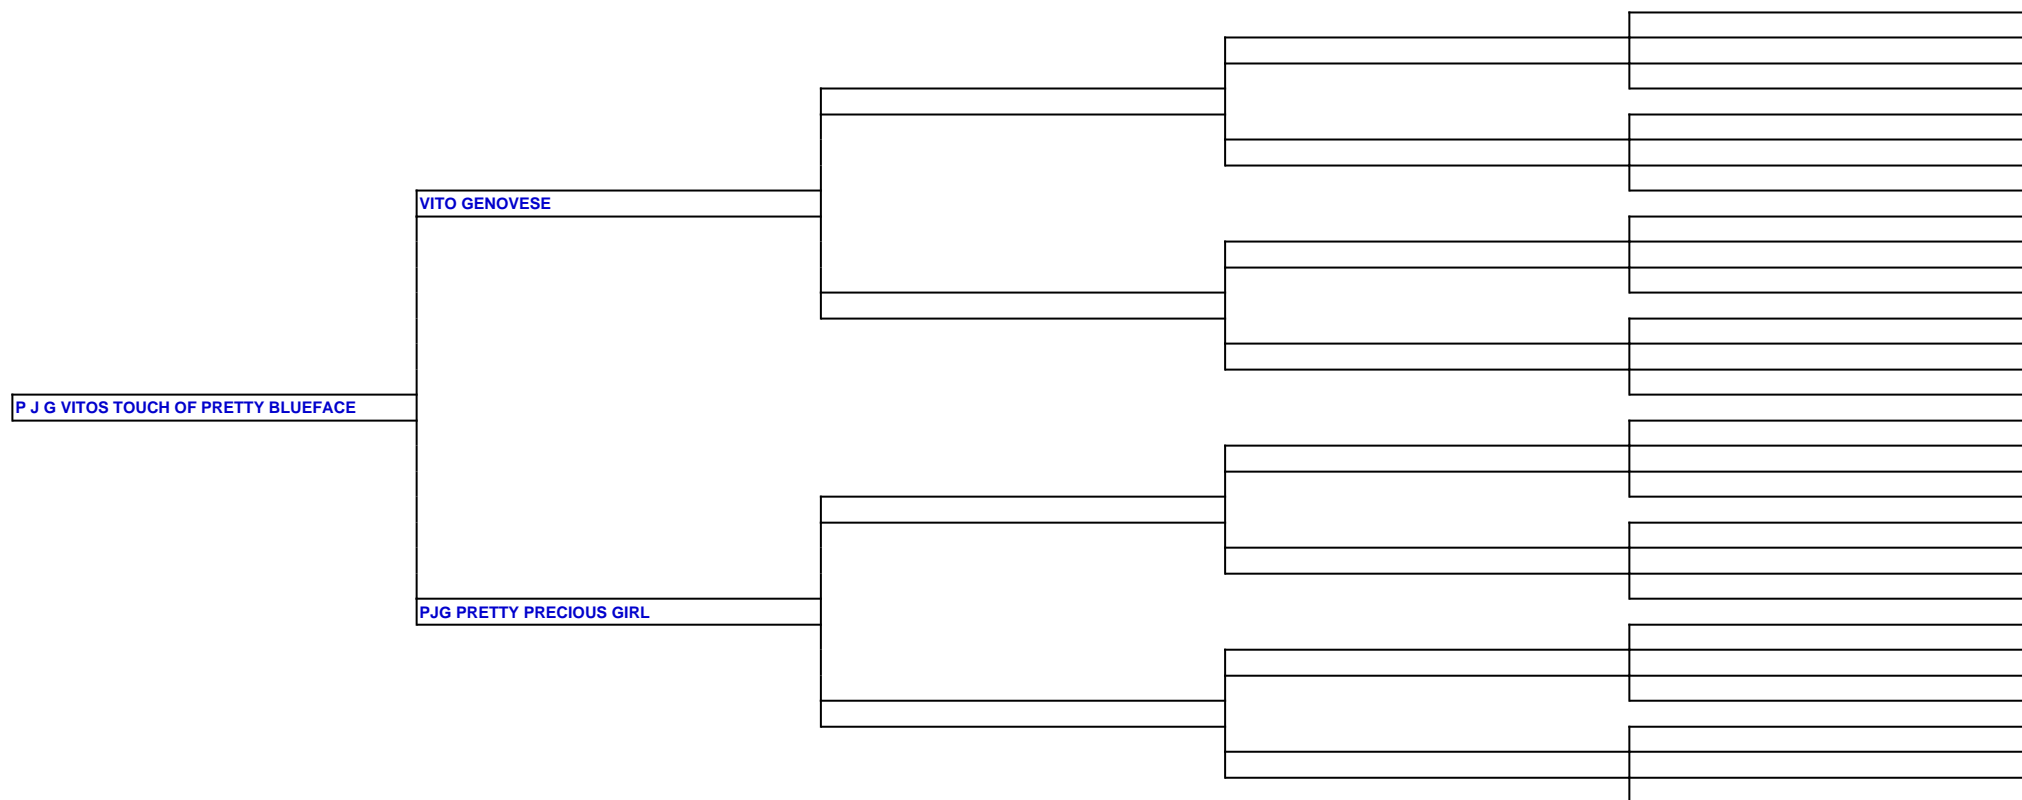 VITO GENOVESE
P J G VITOS TOUCH OF PRETTY BLUEFACE
PJG PRETTY PRECIOUS GIRL